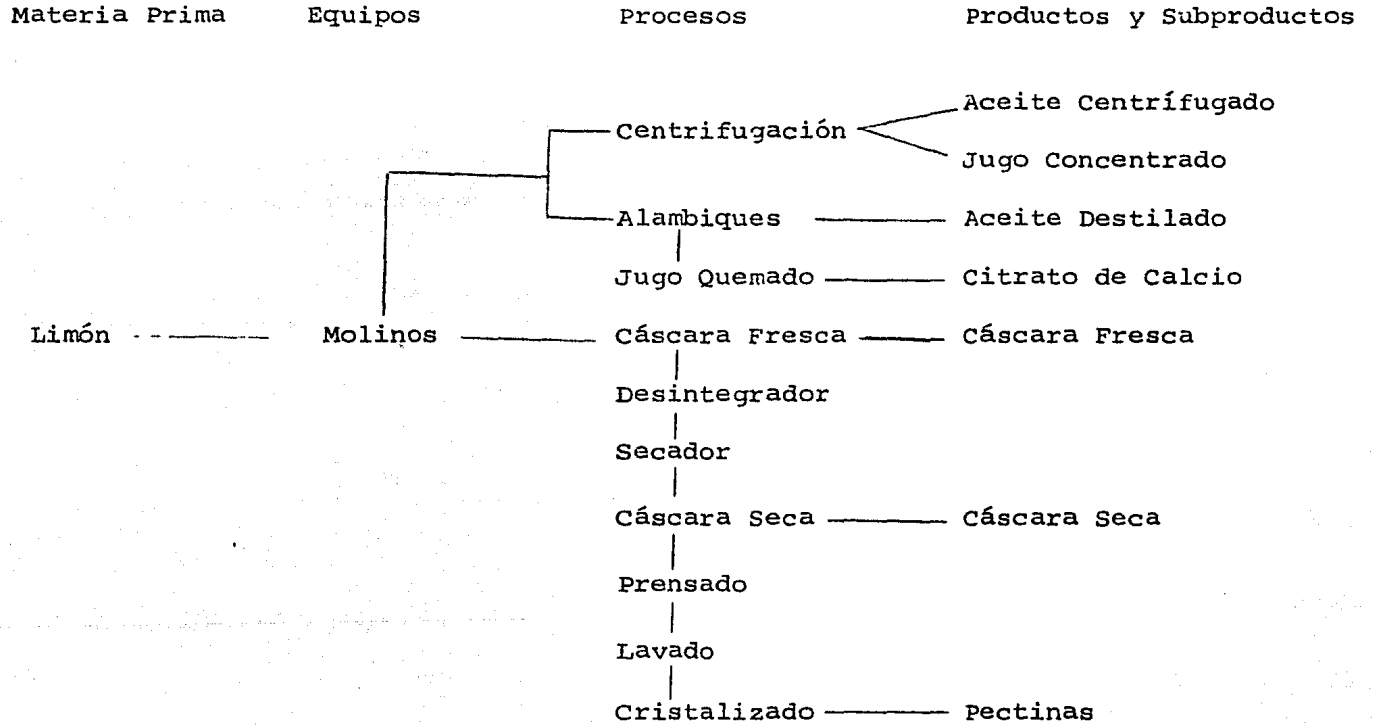 Materia Prima Equipos Procesos Productos y Subproductos
Aceite Centrífugado
Centrifugación
Jugo Concentrado
Alambiques Aceite Destilado
Jugo Quemado Citrato de Calcio
Limón Molinos Cáscara Fresca Cáscara Fresca
Desintegrador
Secador
Cáscara Seca Cáscara Seca
Prensado
Lavado
Cristalizado Pectinas